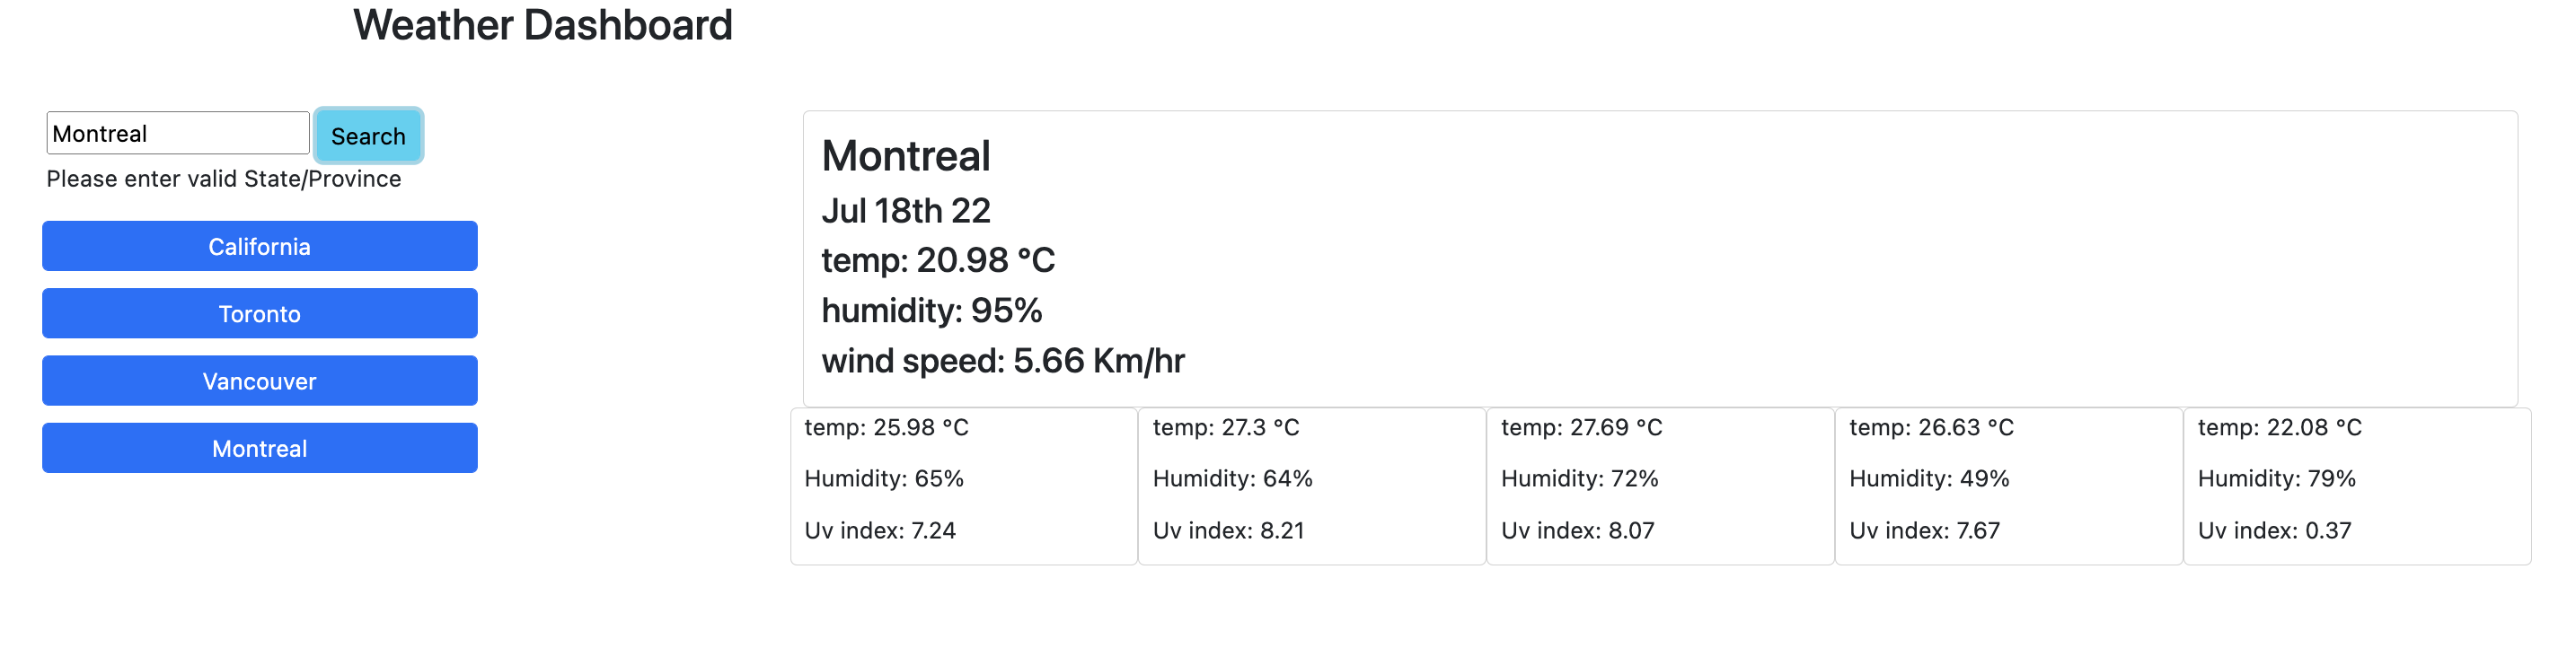 Weather Dashboard
Montreal Search
Please enter valid State/Province
California
Toronto
Vancouver
Montreal
Montreal
Jul 18th 22
temp: 20.98 °C
humidity: 95%
wind speed: 5.66 Km/hr
temp: 25.98 °C
Humidity: 65%
Uv index: 7.24
temp: 27.3 °C
Humidity: 64%
Uv index: 8.21
temp: 27.69 °C
Humidity: 72%
Uv index: 8.07
temp: 26.63 °C
Humidity: 49%
Uv index: 7.67
temp: 22.08 °C
Humidity: 79%
Uv index: 0.37